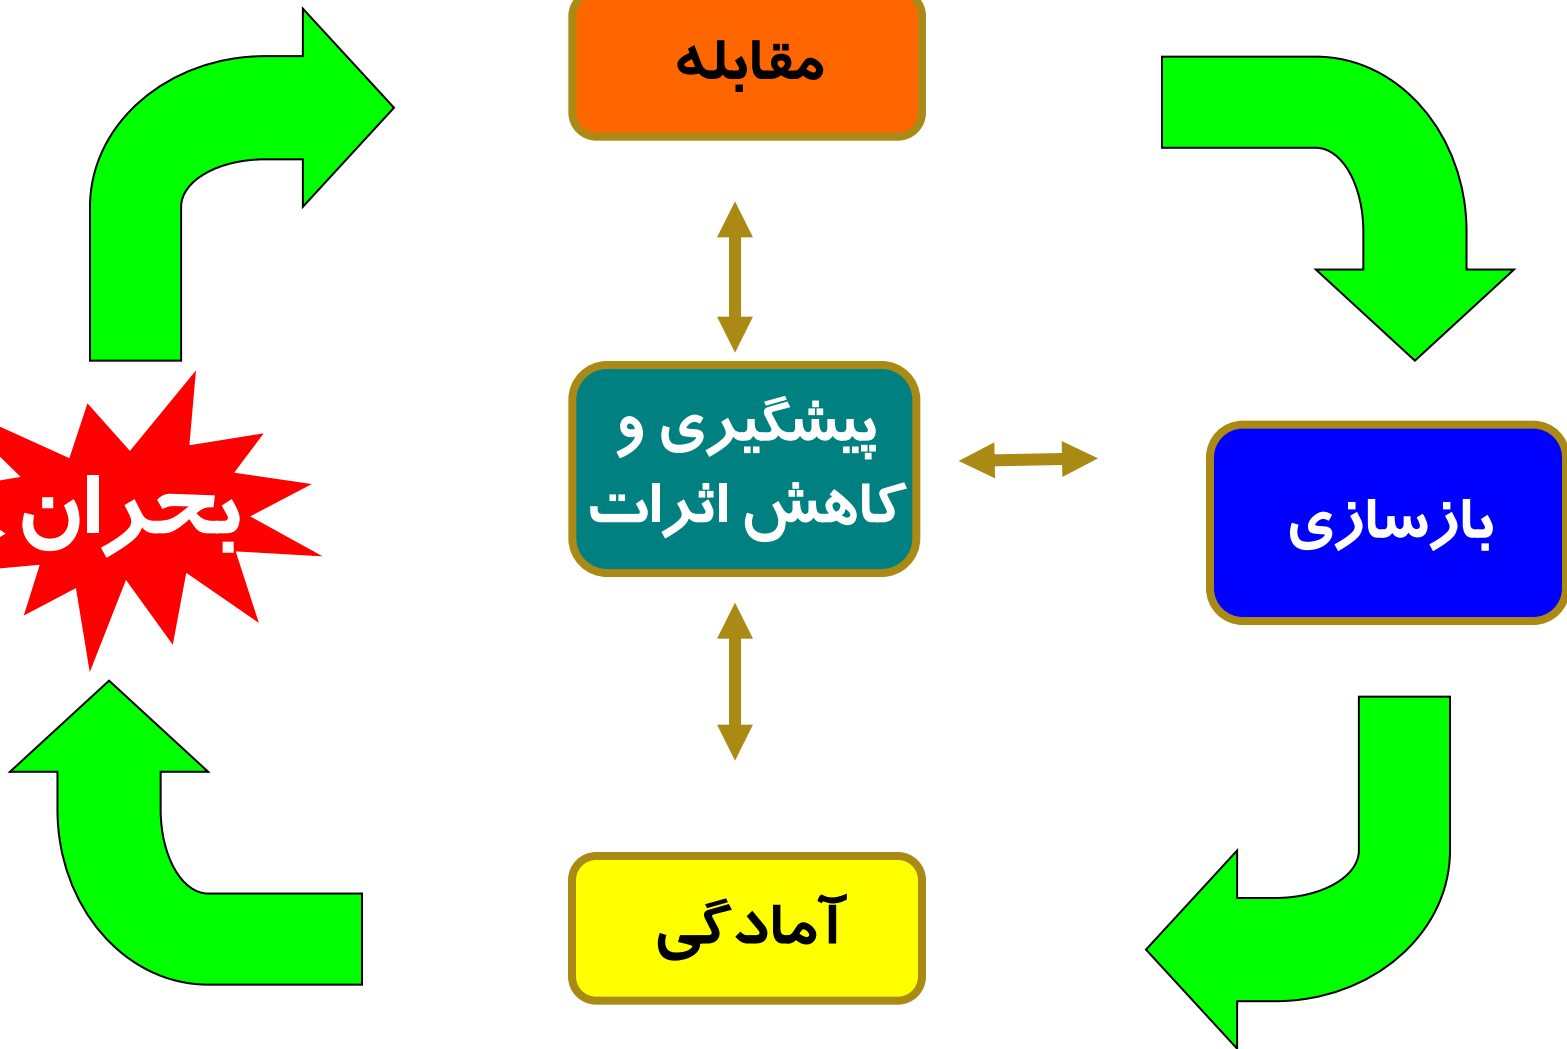 مقابله
پیشگیری و
کاهش اثرات
بازسازی
بحران
آمادگی